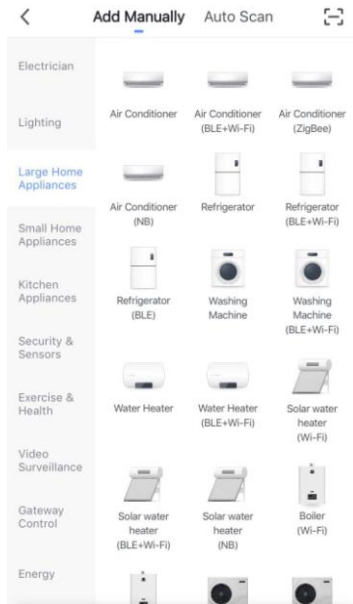 Add Manually Auto Scan
Electrician
Lighting
Large Home
Appliances
Small Home
Appliances
Kitchen
Appliances
Security &
Sensors
Exercise &
Health
Video
Surveillance
Gateway
Control
Energy
Air Conditioner
Air Conditioner
(BLE+Wi-Fi)
Air Conditioner
(ZigBee)
Air Conditioner
(NB)
Refrigerator
Refrigerator
(BLE+Wi-Fi)
Refrigerator
(BLE)
Washing
Machine
Washing
Machine
(BLE+Wi-Fi)
Water Heater
Water Heater
(BLE+Wi-Fi)
Solar water
heater
(Wi-Fi)
Solar water
heater
(BLE+Wi-Fi)
Solar water
heater
(NB)
Boiler
(Wi-Fi)